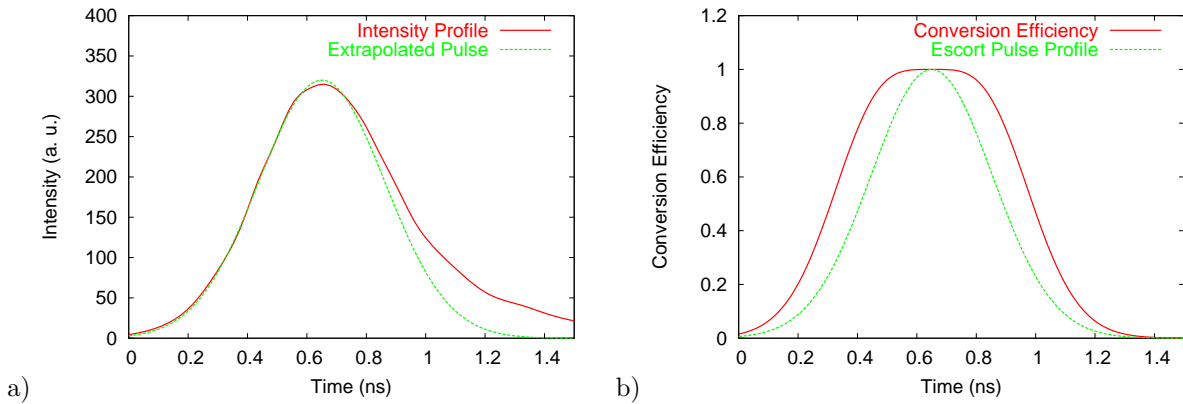 400
350
300
250
200
150
100
50
0
Intensity (a. u.)
Intensity Profile
Extrapolated Pulse
0 0.2 0.4 0.6 0.8 1 1.2 1.4
Time (ns)
a)
1.2
1
0.8
0.6
0.4
0.2
0
Conversion Efficiency
Conversion Efficiency
Escort Pulse Profile
0 0.2 0.4 0.6 0.8 1 1.2 1.4
Time (ns)
b)